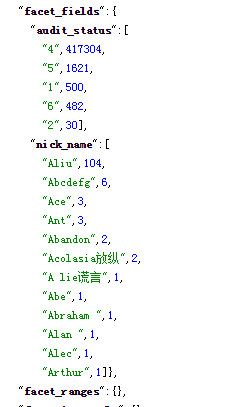 "facet_fields":{
"audit_status":[
"4",417304,
"5",1621,
"1",500,
"6",482,
"2",30],
"nick_name":[
"Aliu",104,
"Abcdefg",6,
"Ace",3,
"Ant",3,
"Abandon",2,
"Acolasia放纵",2,
"A lie谎言",1,
"Abe",1,
"Abraham ",1,
"Alan ",1,
"Alec",1,
"Arthur",1]},
"facet_ranges":{},